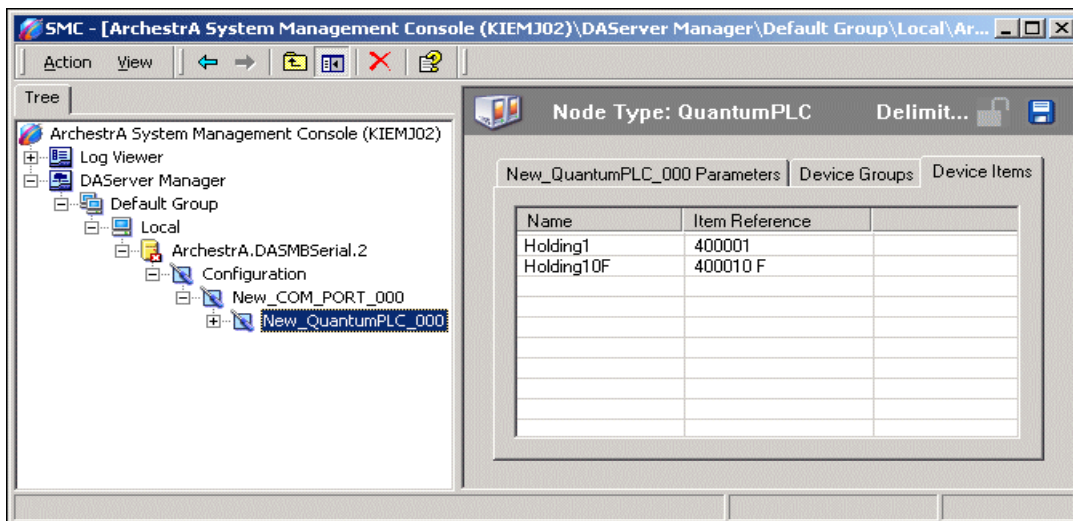 SMC - [ArchestrA System Management Console (KIEMJ02)\DAServer Manager\Default Group\Local\Ar...
Action View
Tree
ArchestrA System Management Console (KIEMJ02)
Log Viewer
DAServer Manager
Default Group
Local
ArchestrA.DASMBSerial.2
Configuration
New_COM_PORT_000
New_QuantumPLC_000
Node Type: QuantumPLC Delimit...
New_QuantumPLC_000 Parameters Device Groups Device Items
Name Item Reference
Holding1 400001
Holding10F 400010 F